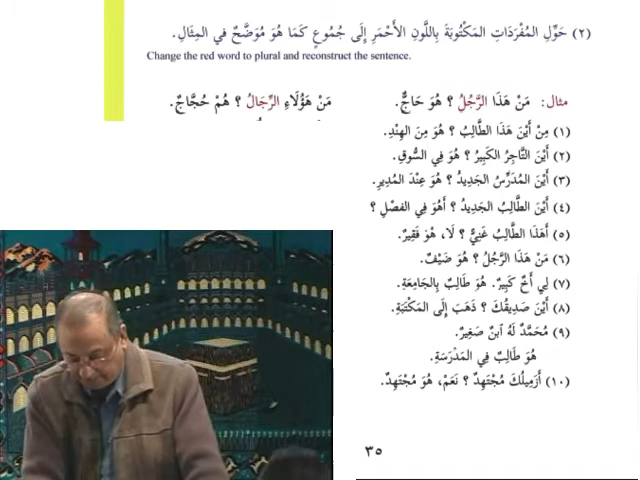 (٢) حَوِّلِ المُفْرَدَاتِ المَكْتُوبَةَ بِاللَّونِ الأَحْمَرِ إِلَى جُمُوعٍ كَمَا هُوَ مُوَضَّحٌ في المِثَالِ.
Change the red word to plural and reconstruct the sentence.
مثال: مَنْ هَذَا الرَّجُلُ ؟ هُوَ حَاجٌّ. مَنْ هَؤُلَاءِ الرِّجَالُ ؟ هُمْ حُجَّاجٌ.
(١) مِنْ أَيْنَ هَذَا الطَّالِبُ ؟ هُوَ مِنَ الهِنْدِ.
(٢) أَيْنَ التَّاجِرُ الكَبِيرُ ؟ هُوَ فِي السُّوقِ.
(٣) أَيْنَ المُدَرِّسُ الجَدِيدُ ؟ هُوَ عِنْدَ المُدِيرِ.
(٤) أَيْنَ الطَّالِبُ الجَدِيدُ ؟ أَهُوَ فِي الفَصْلِ ؟
(٥) أَهَذَا الطَّالِبُ غَنِيٌّ ؟ لَا، هُوَ فَقِيرٌ.
(٦) مَنْ هَذَا الرَّجُلُ ؟ هُوَ ضَيْفٌ.
(٧) لِي أَخٌ كَبِيرٌ. هُوَ طَالِبٌ بِالجَامِعَةِ.
(٨) أَيْنَ صَدِيقُكَ ؟ ذَهَبَ إِلَى المَكْتَبَةِ.
(٩) مُحَمَّدٌ لَهُ ابنٌ صَغِيرٌ.
هُوَ طَالِبٌ فِي المَدْرَسَةِ.
(١٠) أَزَمِيلُكَ مُجْتَهِدٌ ؟ نَعَمْ، هُوَ مُجْتَهِدٌ.
٣٥